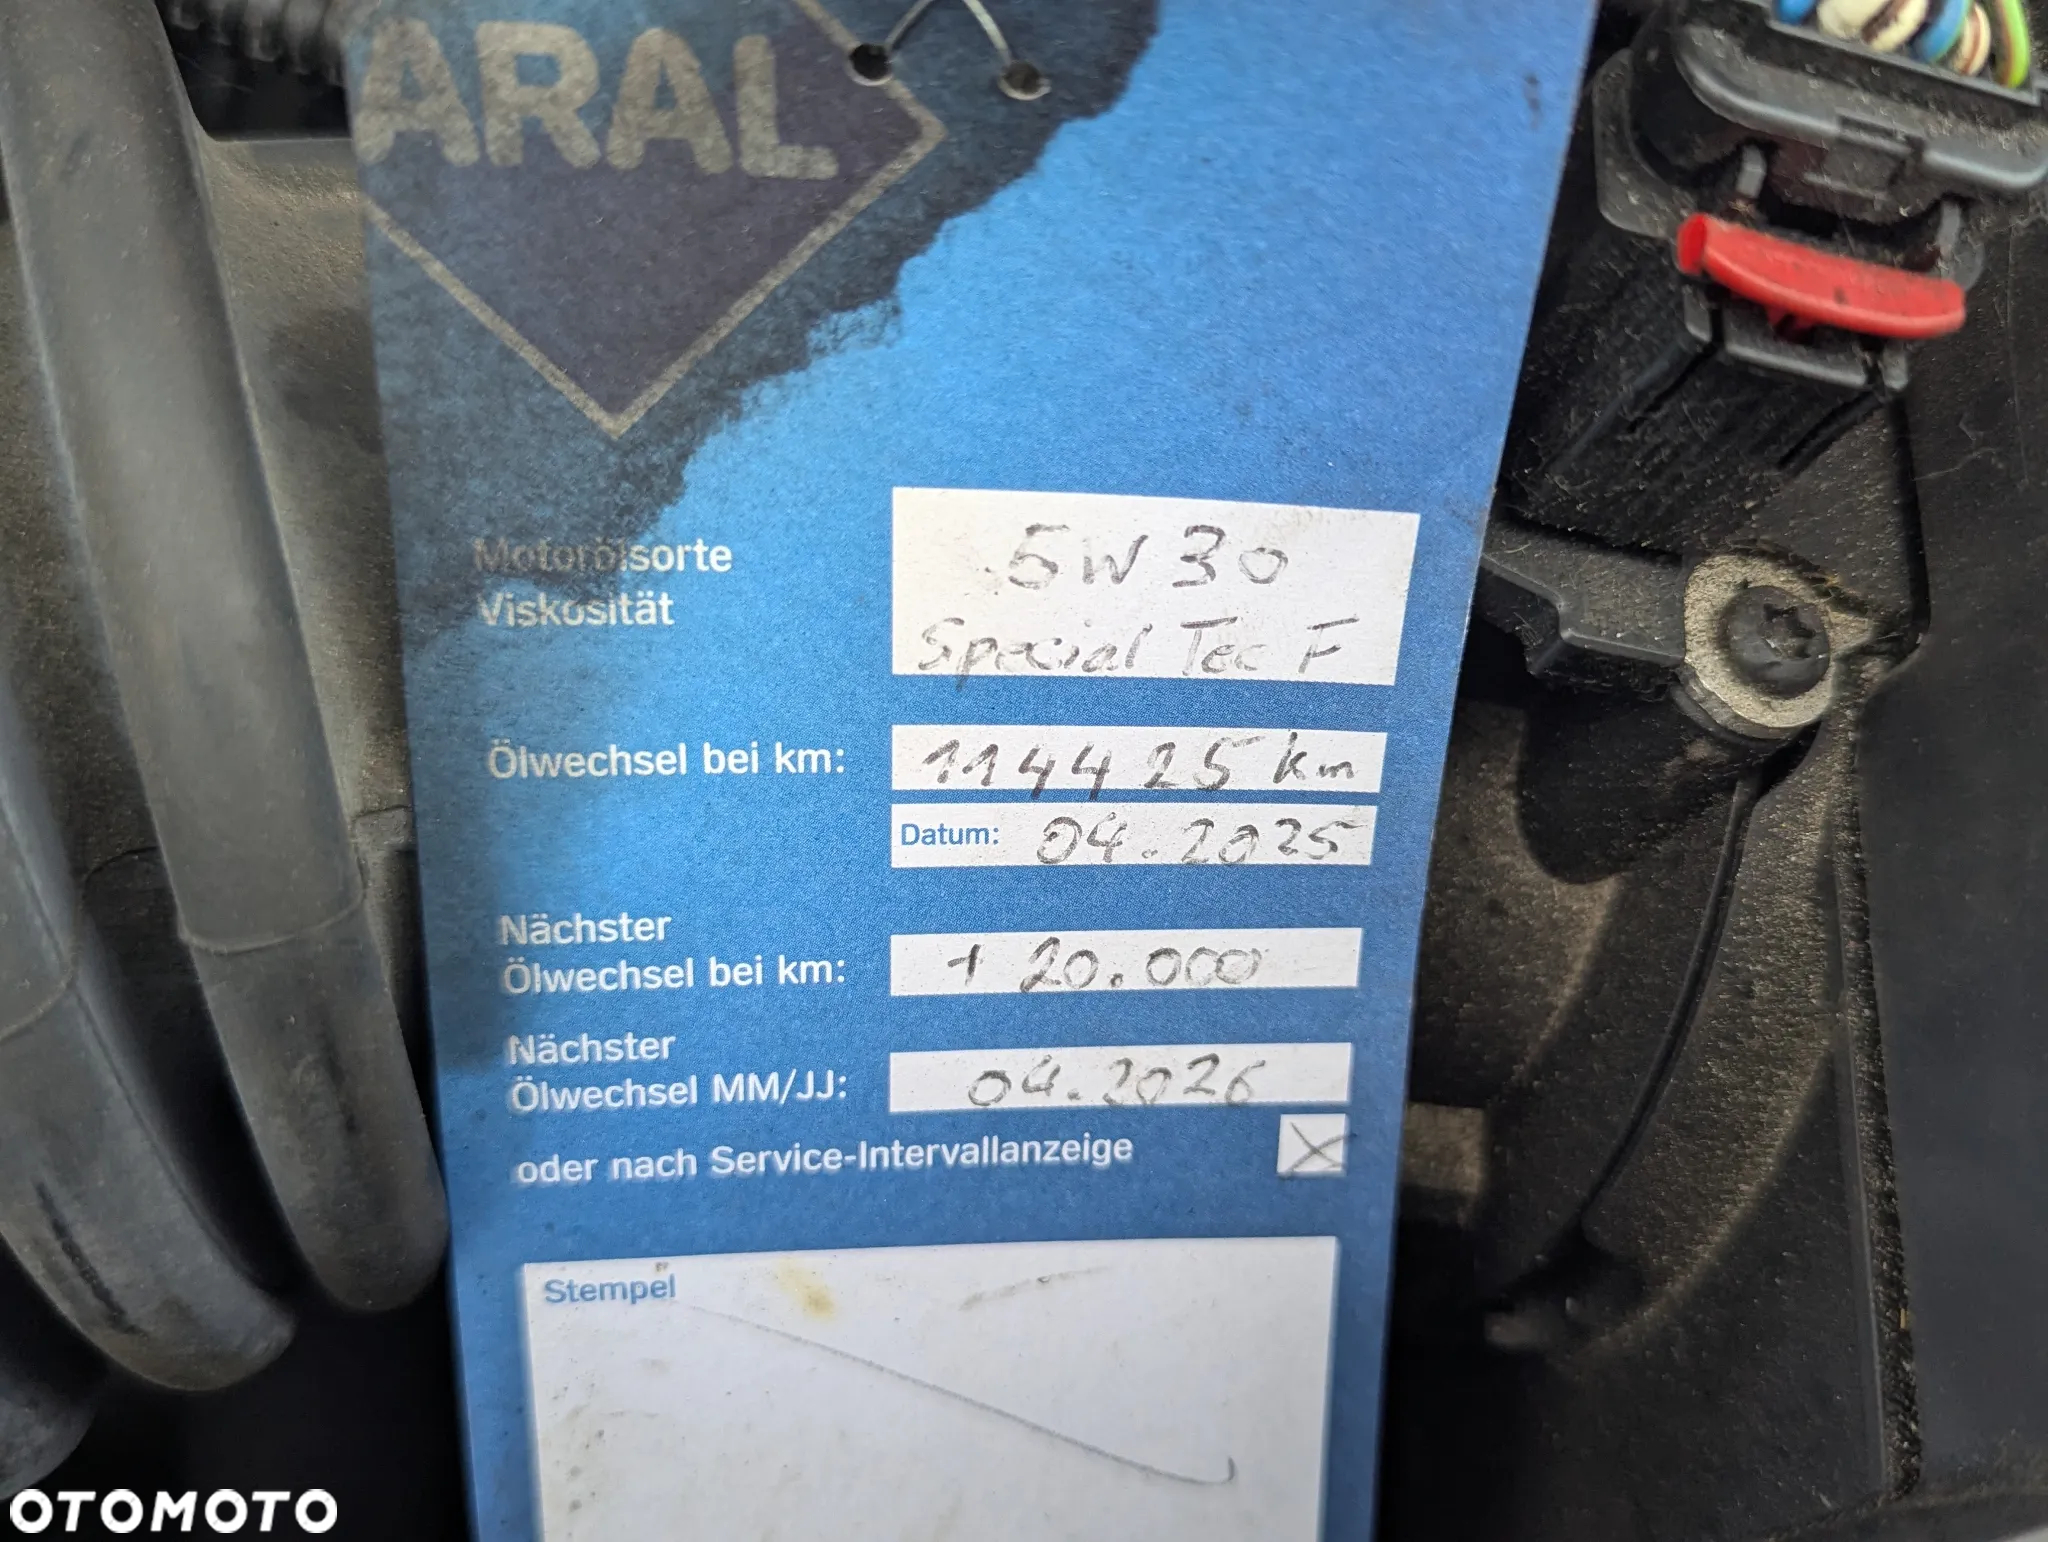 ARAL
Motorölsorte
Viskosität
5W30
Special Tec F
Ölwechsel bei km:
114425 km
Datum: 04.2025
Nächster
Ölwechsel bei km:
+ 20.000
Nächster
Ölwechsel MM/JJ:
04.2026
oder nach Service-Intervallanzeige
Stempel
OTOMOTO